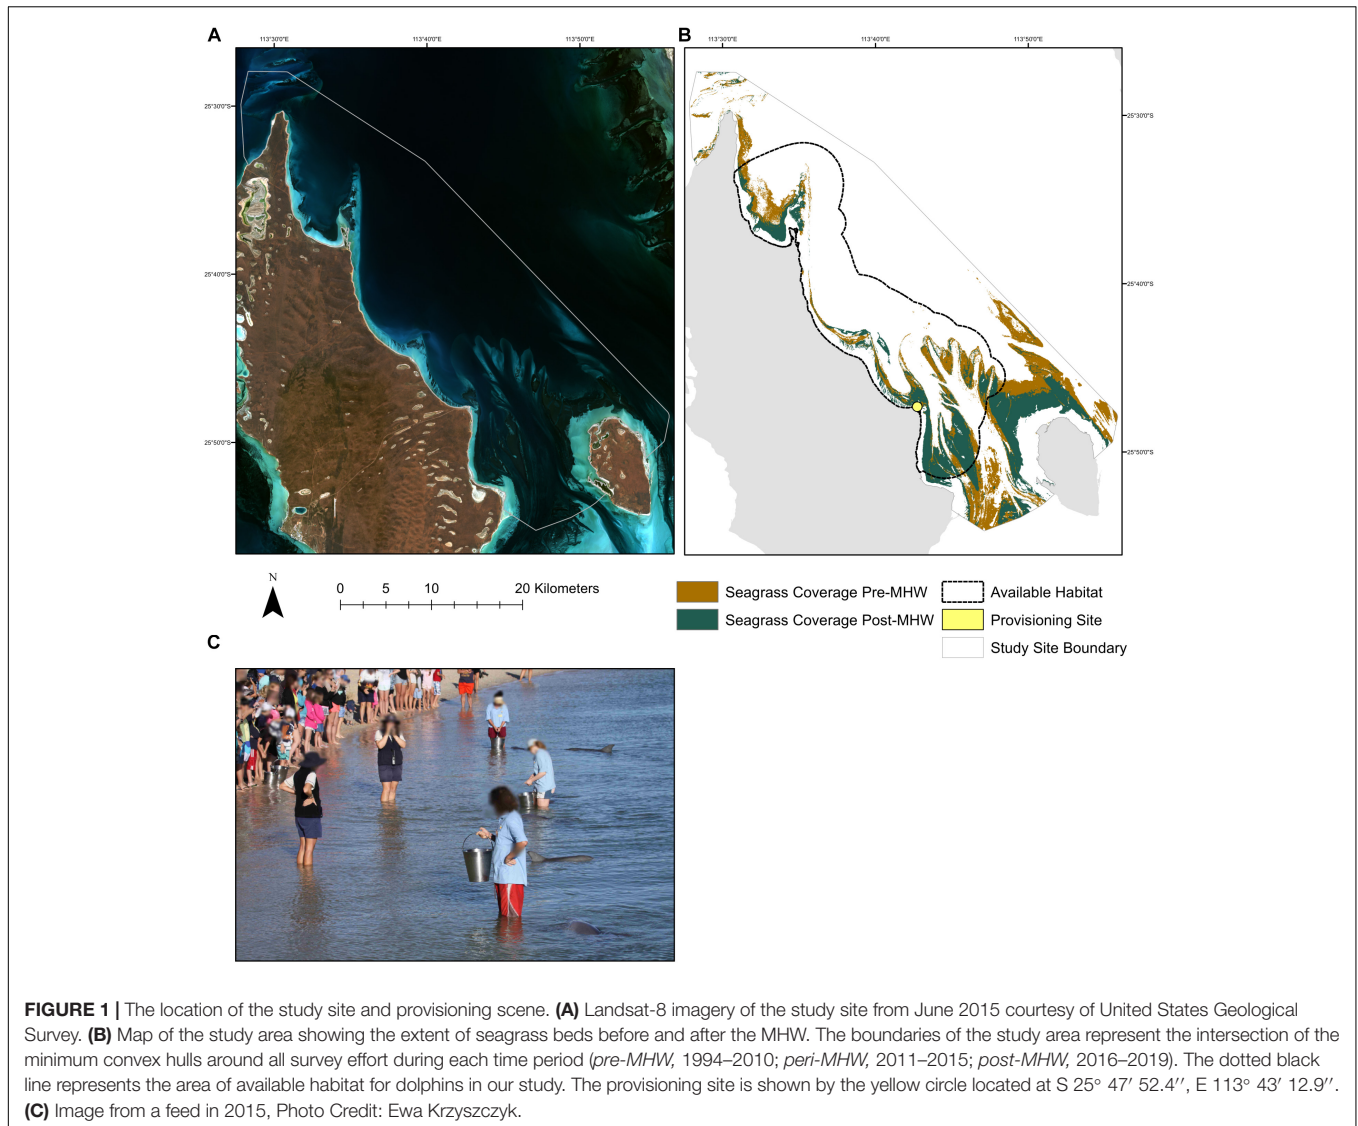 A
B
113°30'0"E
113°40'0"E
113°50'0"E
113°30'0"E
113°40'0"E
113°50'0"E
25°30'0"S
25°40'0"S
25°50'0"S
25°30'0"S
25°40'0"S
25°50'0"S
N
0 5 10 20 Kilometers
Seagrass Coverage Pre-MHW
Seagrass Coverage Post-MHW
Available Habitat
Provisioning Site
Study Site Boundary
C
FIGURE 1 | The location of the study site and provisioning scene. (A) Landsat-8 imagery of the study site from June 2015 courtesy of United States Geological
Survey. (B) Map of the study area showing the extent of seagrass beds before and after the MHW. The boundaries of the study area represent the intersection of the
minimum convex hulls around all survey effort during each time period (pre-MHW, 1994–2010; peri-MHW, 2011–2015; post-MHW, 2016–2019). The dotted black
line represents the area of available habitat for dolphins in our study. The provisioning site is shown by the yellow circle located at S 25° 47′ 52.4′′, E 113° 43′ 12.9′′.
(C) Image from a feed in 2015, Photo Credit: Ewa Krzyszczyk.